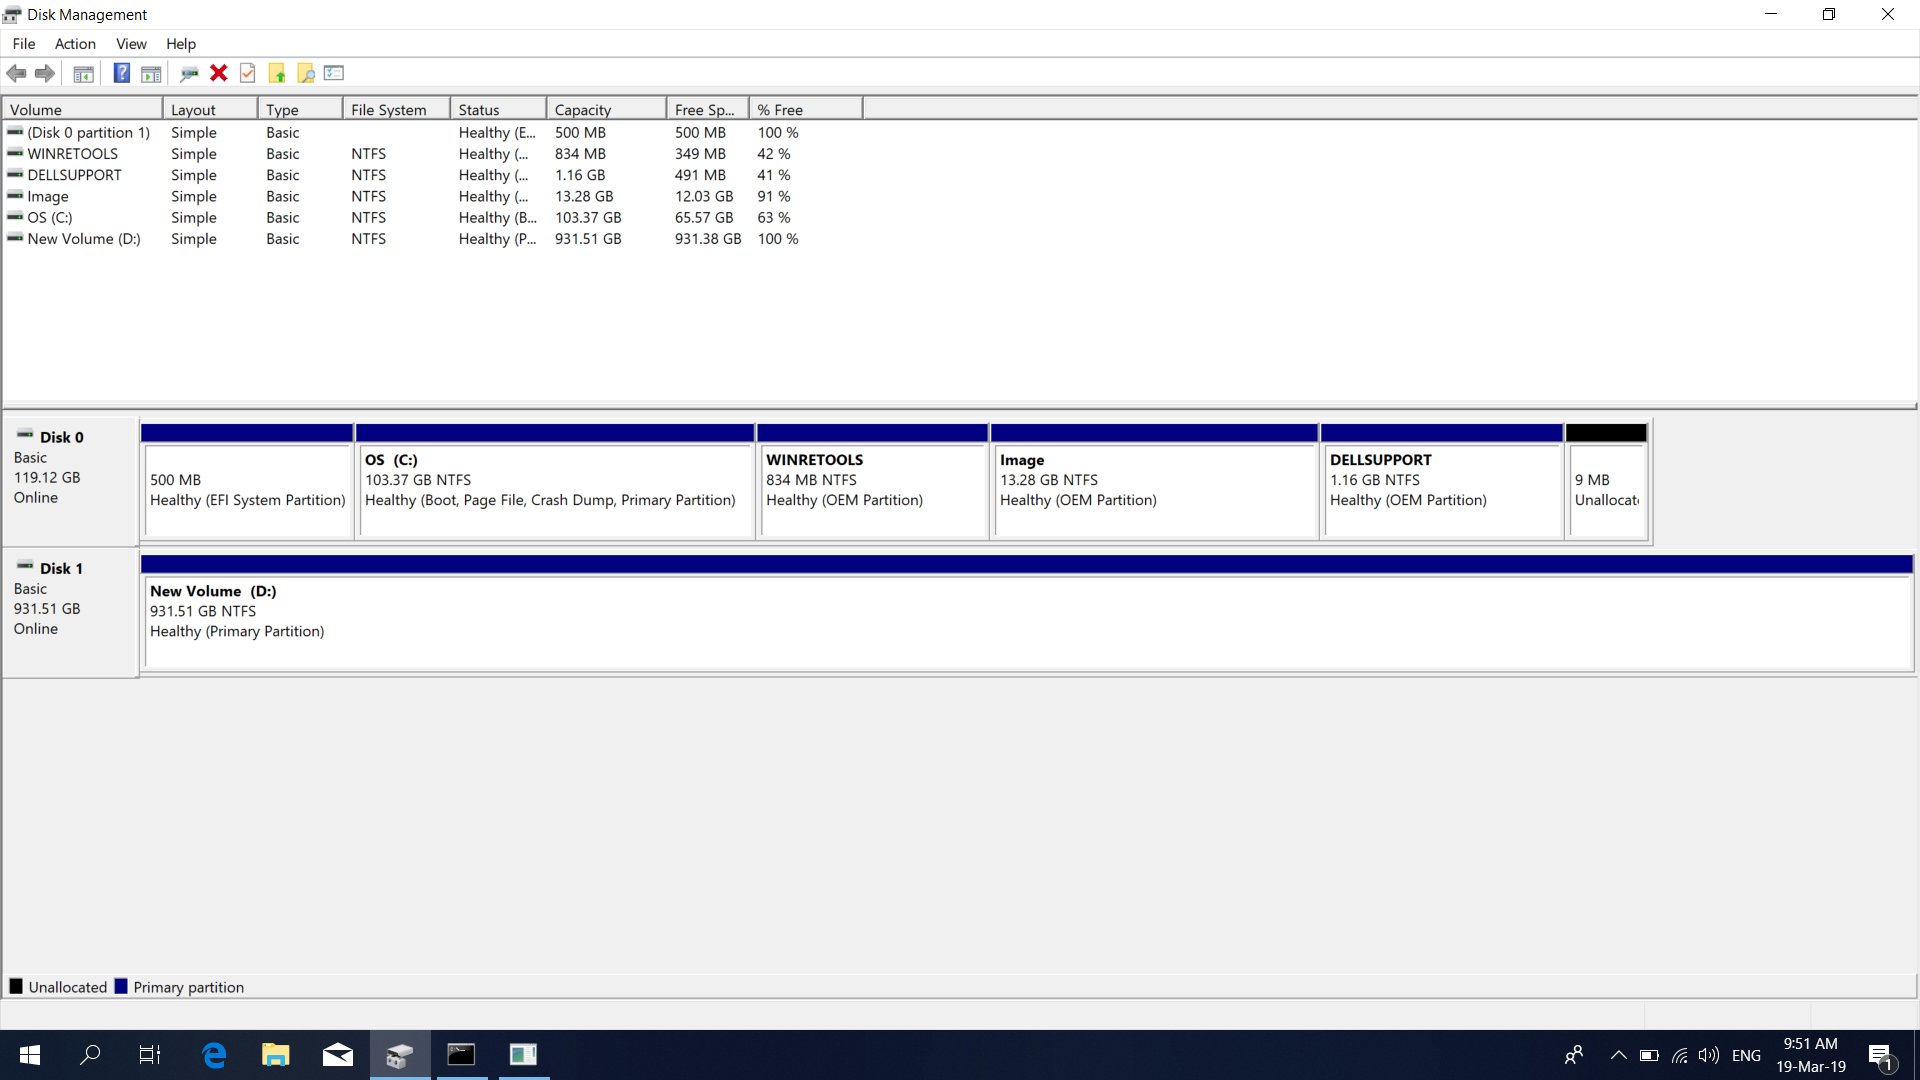 Disk Management
File Action View Help
Volume Layout Type File System Status Capacity Free Sp... % Free
(Disk 0 partition 1) Simple Basic Healthy (E... 500 MB 500 MB 100 %
WINRETOOLS Simple Basic NTFS Healthy (... 834 MB 349 MB 42 %
DELLSUPPORT Simple Basic NTFS Healthy (... 1.16 GB 491 MB 41 %
Image Simple Basic NTFS Healthy (... 13.28 GB 12.03 GB 91 %
OS (C:) Simple Basic NTFS Healthy (B... 103.37 GB 65.57 GB 63 %
New Volume (D:) Simple Basic NTFS Healthy (P... 931.51 GB 931.38 GB 100 %
Disk 0
Basic
119.12 GB
Online
500 MB
Healthy (EFI System Partition)
OS (C:)
103.37 GB NTFS
Healthy (Boot, Page File, Crash Dump, Primary Partition)
WINRETOOLS
834 MB NTFS
Healthy (OEM Partition)
Image
13.28 GB NTFS
Healthy (OEM Partition)
DELLSUPPORT
1.16 GB NTFS
Healthy (OEM Partition)
9 MB
Unallocat
Disk 1
Basic
931.51 GB
Online
New Volume (D:)
931.51 GB NTFS
Healthy (Primary Partition)
Unallocated Primary partition
ENG
9:51 AM
19-Mar-19
1